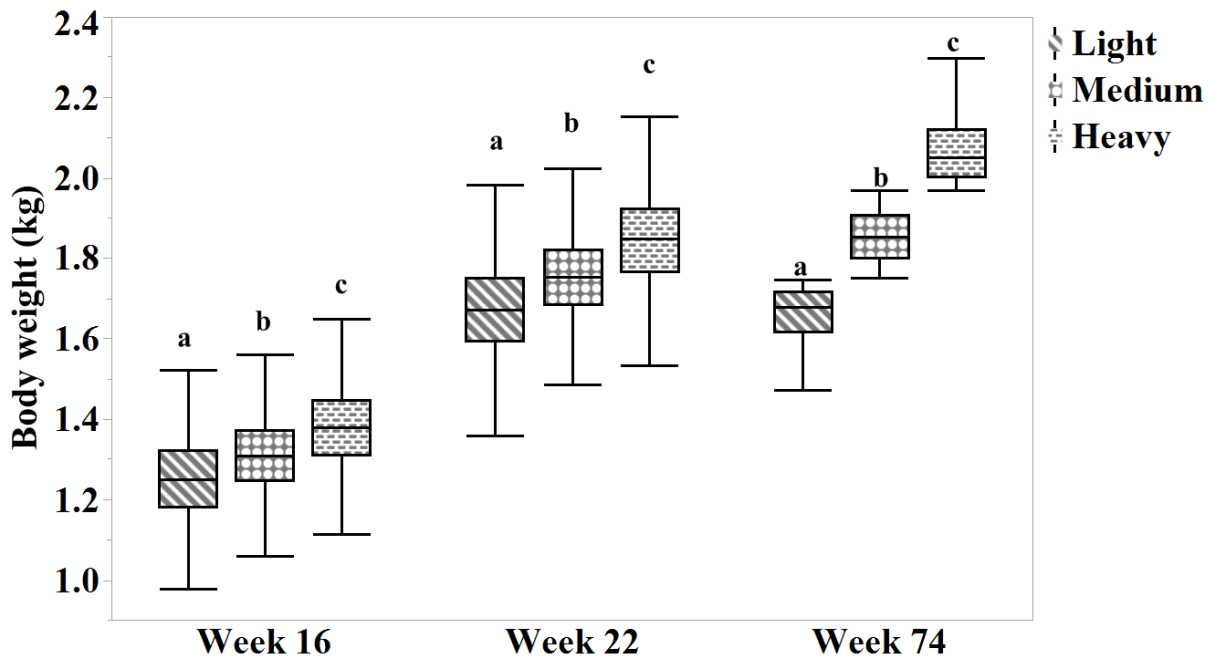 2.4
2.2
2.0
1.8
1.6
1.4
1.2
1.0
Body weight (kg)
a
b
c
a
b
c
a
b
c
Week 16
Week 22
Week 74
Light
Medium
Heavy